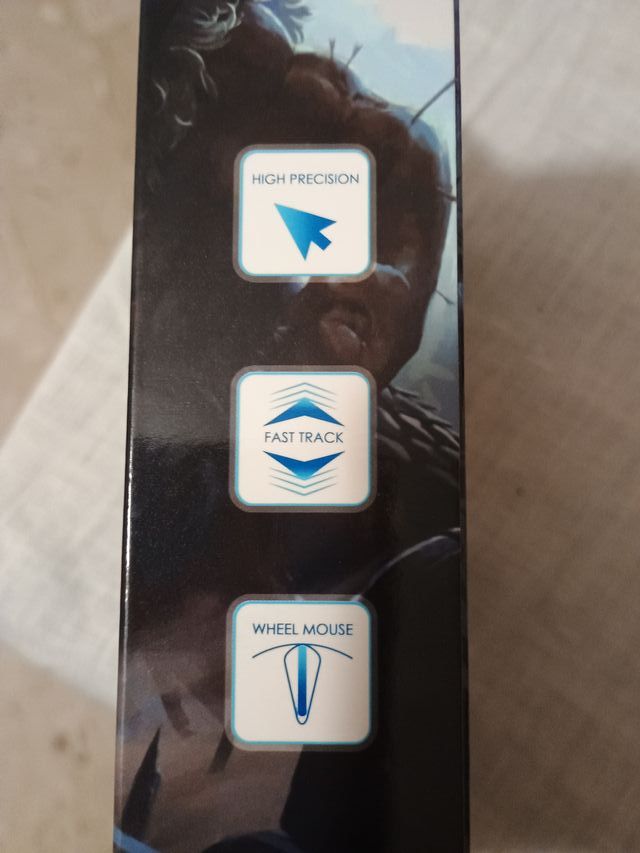 HIGH PRECISION
FAST TRACK
WHEEL MOUSE